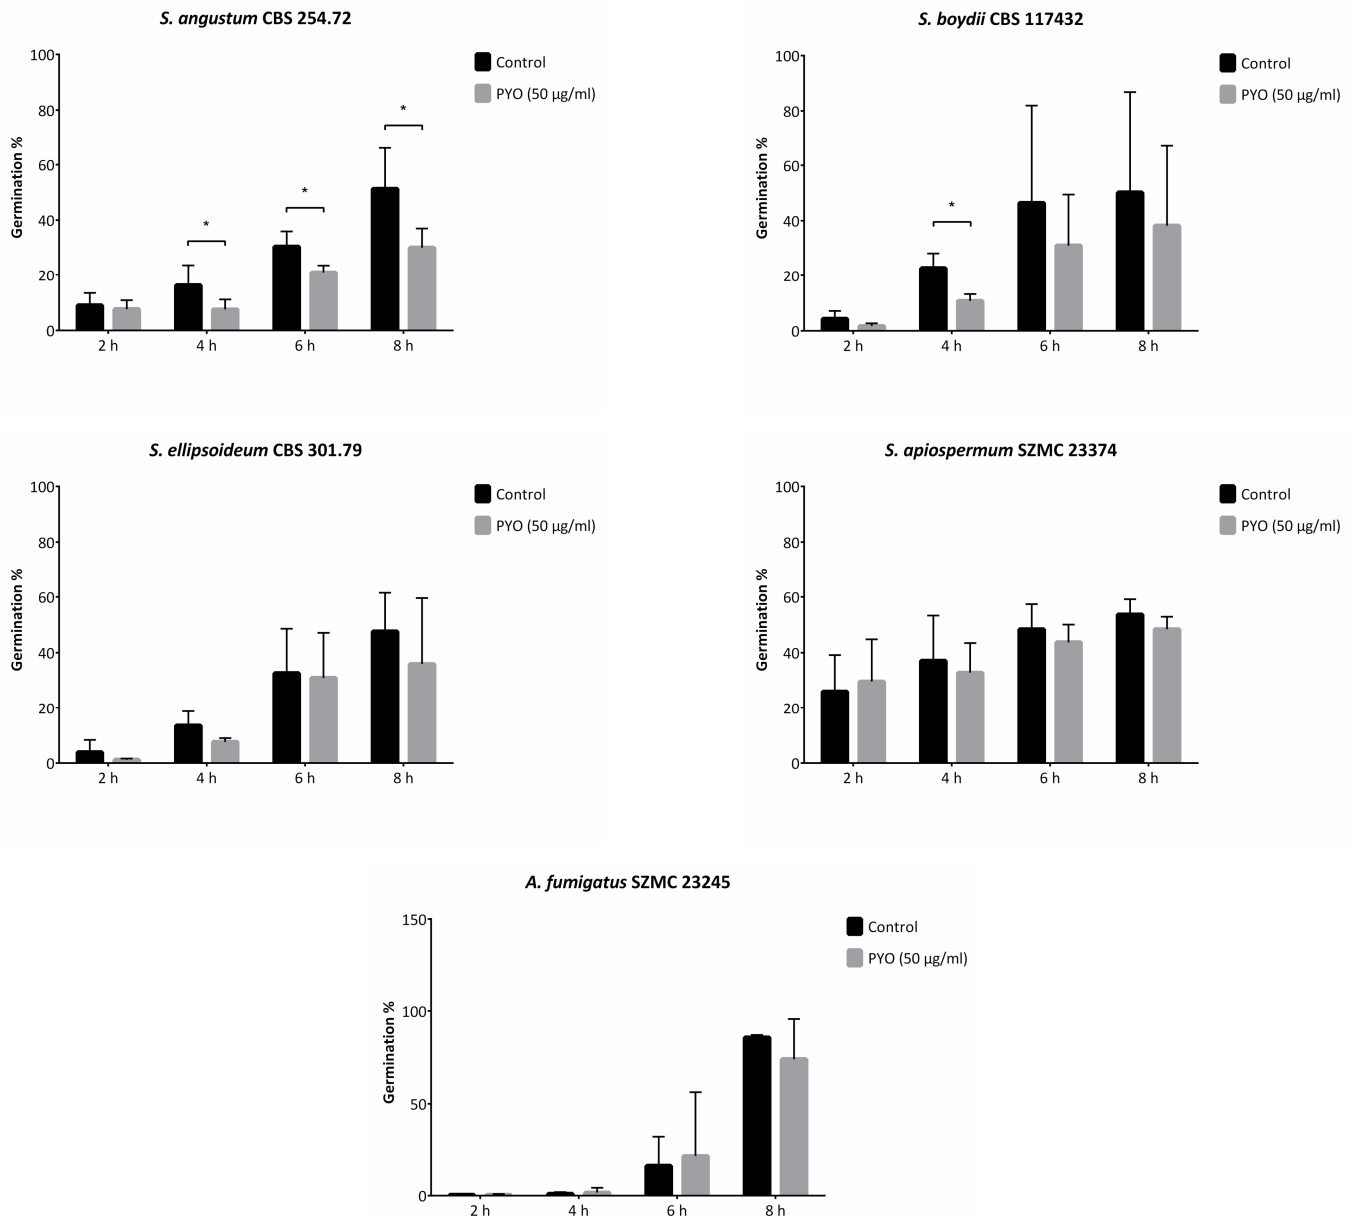 S. angustum CBS 254.72
Control
PYO (50 µg/ml)
Germination %
100
80
60
40
20
0
*
*
*
2 h
4 h
6 h
8 h
S. boydii CBS 117432
Control
PYO (50 µg/ml)
Germination %
100
80
60
40
20
0
*
2 h
4 h
6 h
8 h
S. ellipsoideum CBS 301.79
Control
PYO (50 µg/ml)
Germination %
100
80
60
40
20
0
2 h
4 h
6 h
8 h
S. apiospermum SZMC 23374
Control
PYO (50 µg/ml)
Germination %
100
80
60
40
20
0
2 h
4 h
6 h
8 h
A. fumigatus SZMC 23245
Control
PYO (50 µg/ml)
Germination %
150
100
50
0
2 h
4 h
6 h
8 h